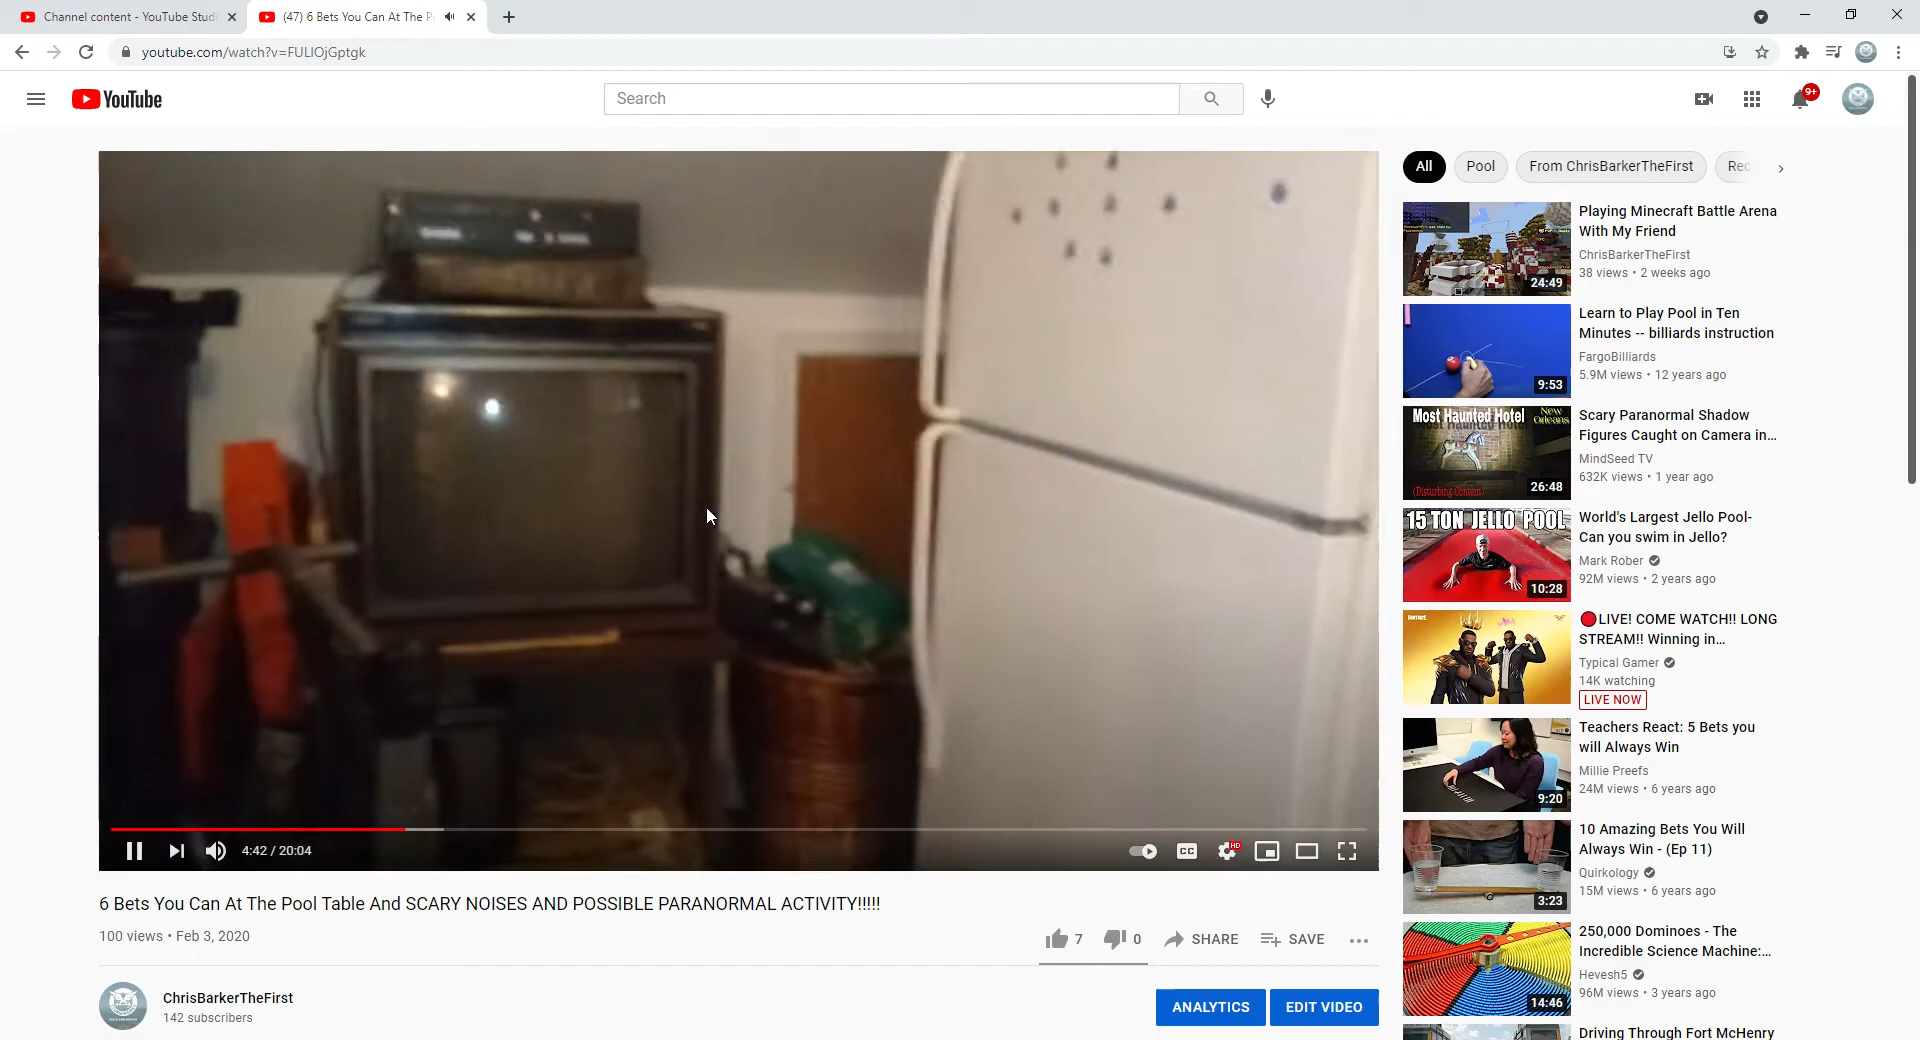 Channel content - YouTube Studi
(47) 6 Bets You Can At The P
youtube.com/watch?v=FULlOjGptgk
YouTube
Search
9+
All
Pool
From ChrisBarkerTheFirst
Rec
4:42 / 20:04
CC
HD
6 Bets You Can At The Pool Table And SCARY NOISES AND POSSIBLE PARANORMAL ACTIVITY!!!!!
100 views • Feb 3, 2020
7
0
SHARE
SAVE
ChrisBarkerTheFirst
142 subscribers
ANALYTICS
EDIT VIDEO
24:49
Playing Minecraft Battle Arena
With My Friend
ChrisBarkerTheFirst
38 views • 2 weeks ago
9:53
Learn to Play Pool in Ten
Minutes -- billiards instruction
FargoBilliards
5.9M views • 12 years ago
Most Haunted Hotel
New
Orleans
(Disturbing Content)
26:48
Scary Paranormal Shadow
Figures Caught on Camera in...
MindSeed TV
632K views • 1 year ago
15 TON JELLO POOL
10:28
World's Largest Jello Pool-
Can you swim in Jello?
Mark Rober
92M views • 2 years ago
FORTNITE
LIVE! COME WATCH!! LONG
STREAM!! Winning in...
Typical Gamer
14K watching
LIVE NOW
9:20
Teachers React: 5 Bets you
will Always Win
Millie Preefs
24M views • 6 years ago
3:23
10 Amazing Bets You Will
Always Win - (Ep 11)
Quirkology
15M views • 6 years ago
14:46
250,000 Dominoes - The
Incredible Science Machine:...
Hevesh5
96M views • 3 years ago
Driving Through Fort McHenry